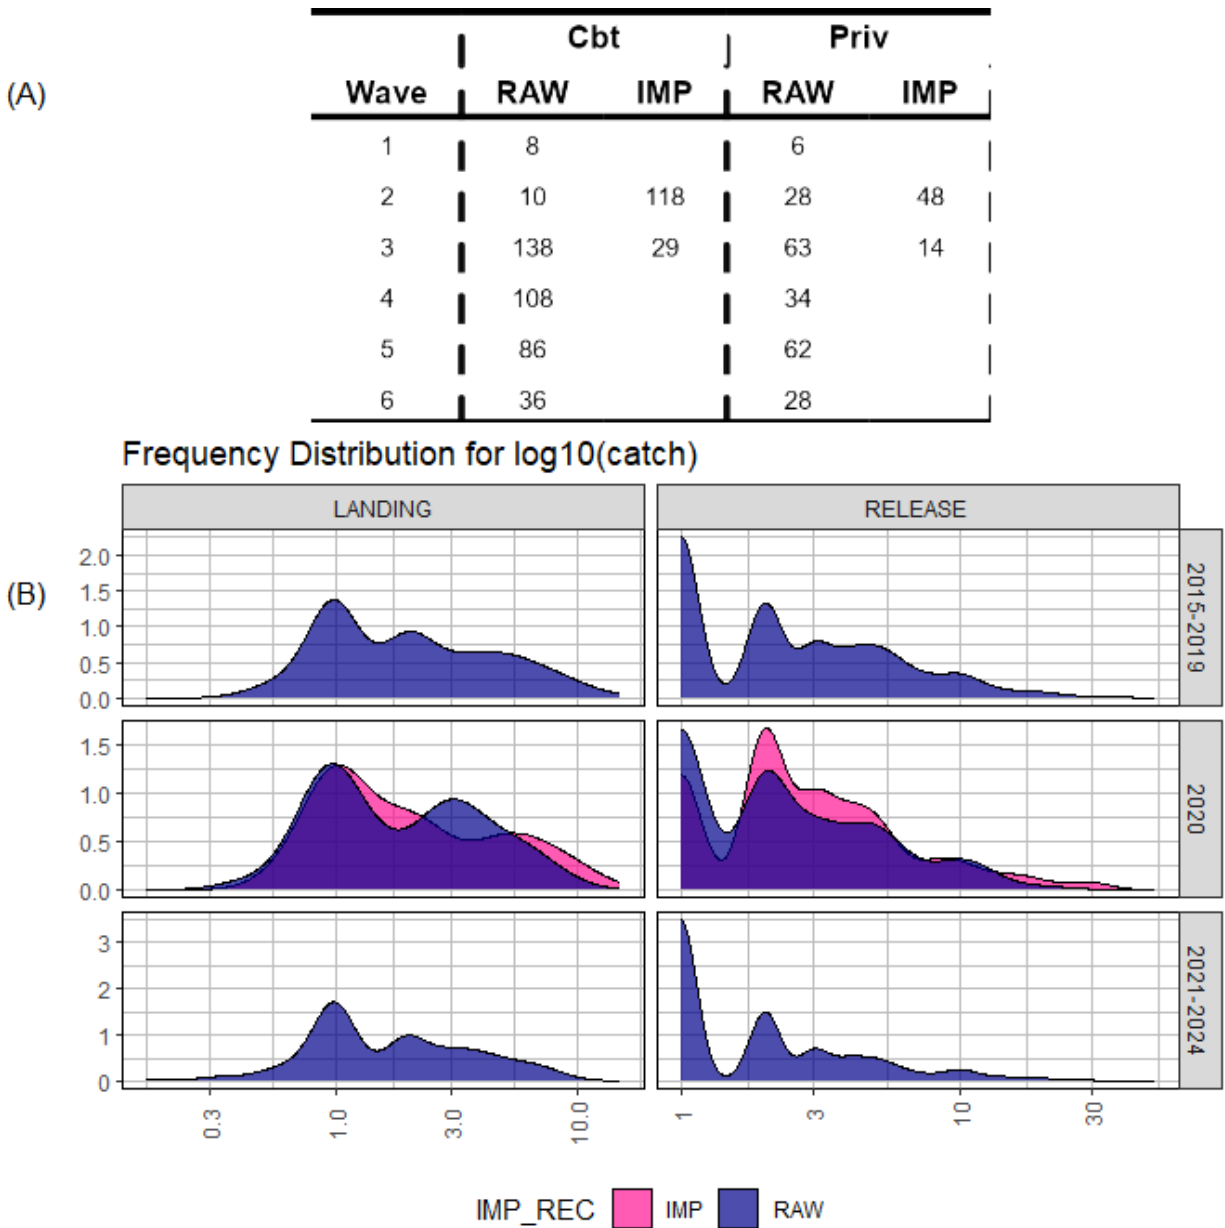 Cbt Priv
(A)
Wave RAW IMP RAW IMP
1 8 6
2 10 118 28 48
3 138 29 63 14
4 108 34
5 86 62
6 36 28
Frequency Distribution for log10(catch)
LANDING RELEASE
(B)
2.0
1.5
1.0
0.5
0.0
2015-2019
1.5
1.0
0.5
0.0
2020
3
2
1
0
2021-2024
0.3 1.0 3.0 10.0 1 3 10 30
IMP_REC IMP RAW